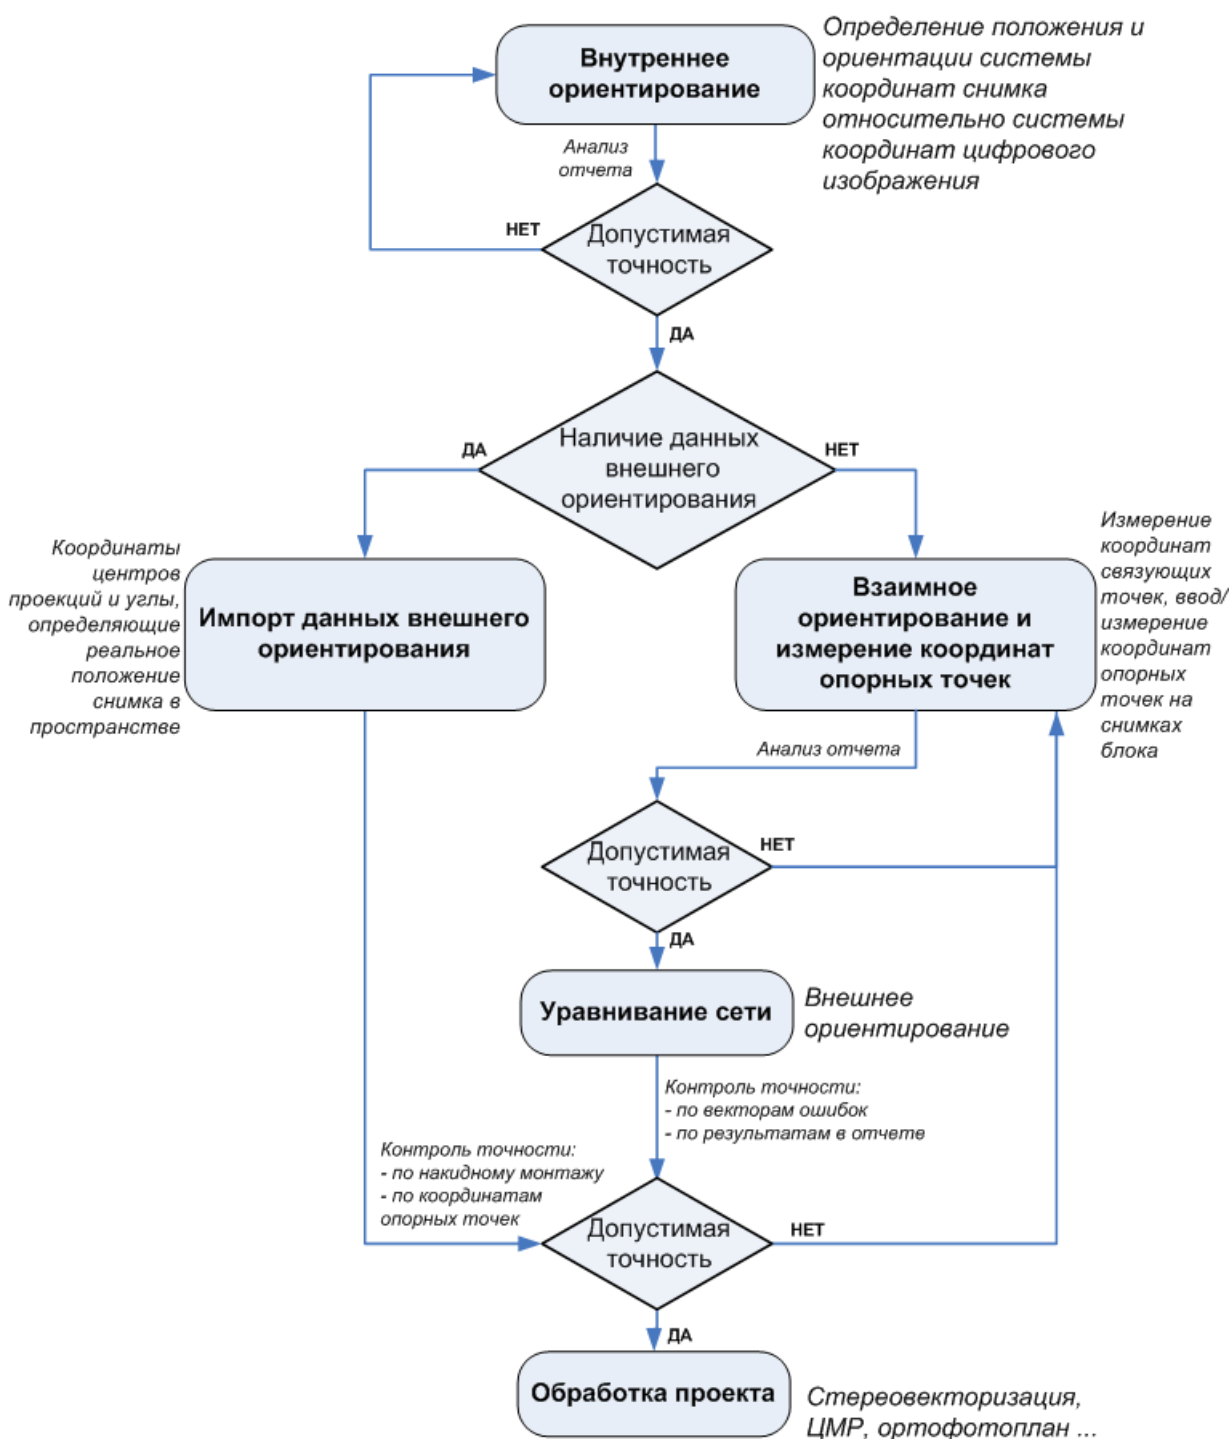 Внутреннее
ориентирование
Определение положения и
ориентации системы
координат снимка
относительно системы
координат цифрового
изображения
Анализ
отчета
Допустимая
точность
НЕТ
ДА
Наличие данных
внешнего
ориентирования
ДА
НЕТ
Координаты
центров
проекций и углы,
определяющие
реальное
положение
снимка в
пространстве
Импорт данных внешнего
ориентирования
Взаимное
ориентирование и
измерение координат
опорных точек
Измерение
координат
связующих
точек, ввод/
измерение
координат
опорных
точек на
снимках
блока
Анализ отчета
Допустимая
точность
НЕТ
ДА
Уравнивание сети
Внешнее
ориентирование
Контроль точности:
- по векторам ошибок
- по результатам в отчете
Контроль точности:
- по накидному монтажу
- по координатам
опорных точек
Допустимая
точность
НЕТ
ДА
Обработка проекта
Стереовекторизация,
ЦМР, ортофотоплан ...